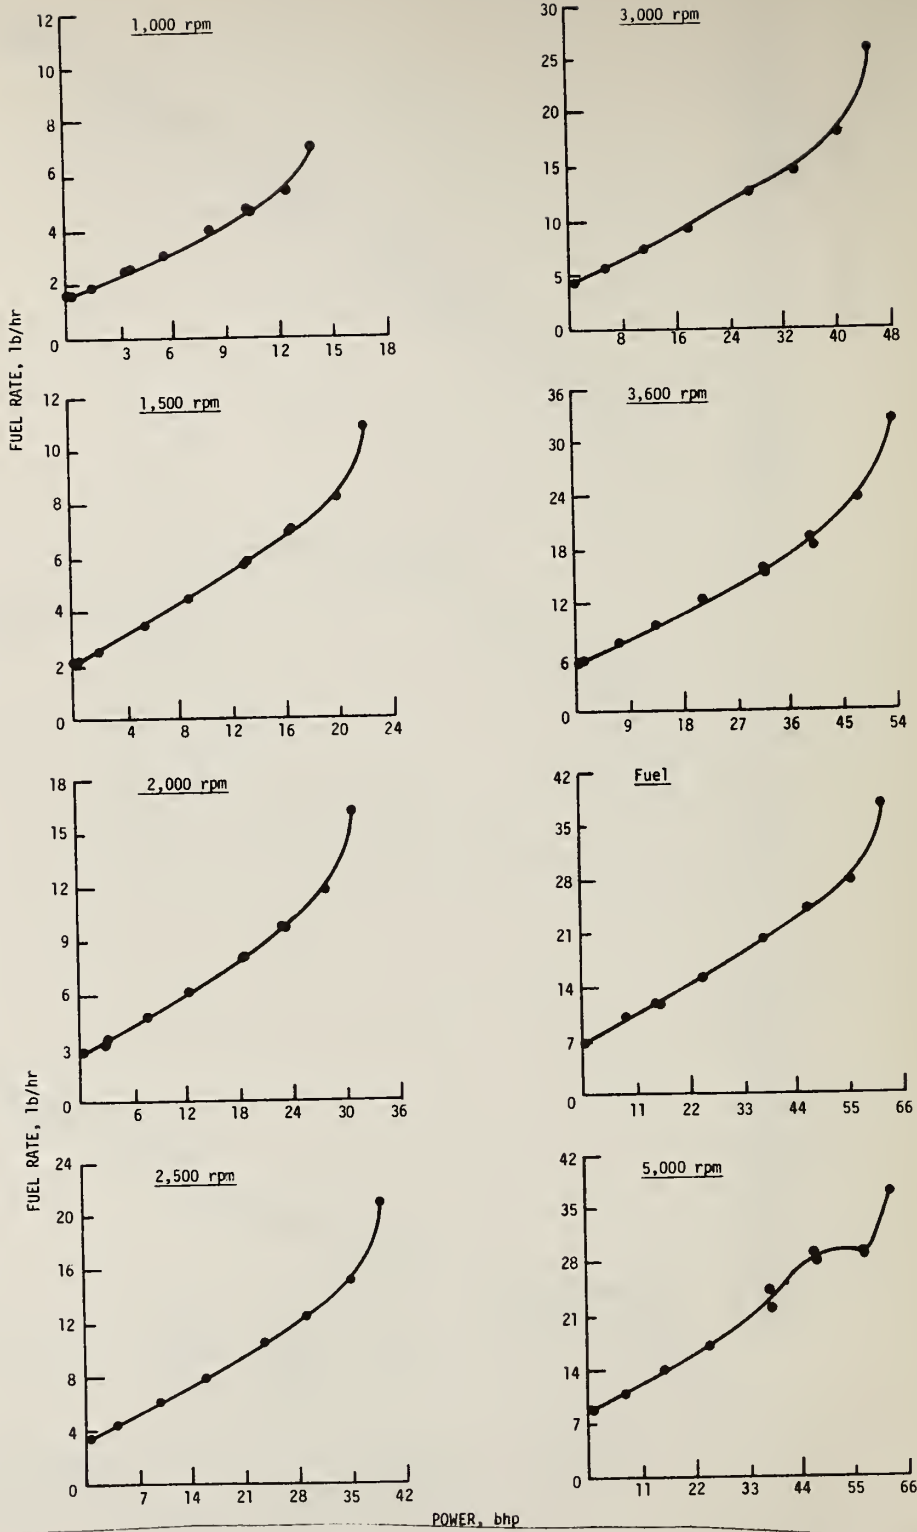 FUEL RATE, lb/hr
1,000 rpm
12
10
8
6
4
2
0
3 6 9 12 15 18
1,500 rpm
12
10
8
6
4
2
0
4 8 12 16 20 24
FUEL RATE, lb/hr
2,000 rpm
18
15
12
9
6
3
0
6 12 18 24 30 36
2,500 rpm
24
20
16
12
8
4
0
7 14 21 28 35 42
3,000 rpm
30
25
20
15
10
5
0
8 16 24 32 40 48
3,600 rpm
36
30
24
18
12
6
0
9 18 27 36 45 54
Fuel
42
35
28
21
14
7
0
11 22 33 44 55 66
5,000 rpm
42
35
28
21
14
7
0
11 22 33 44 55 66
POWER, bhp